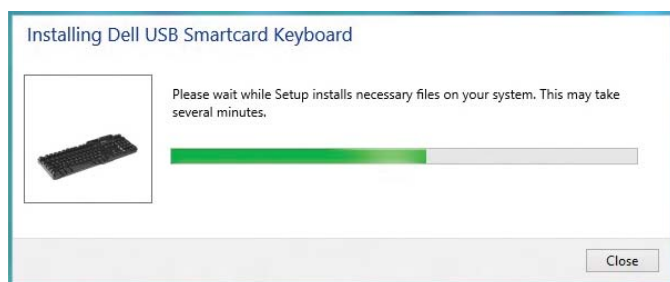 Installing Dell USB Smartcard Keyboard
Please wait while Setup installs necessary files on your system. This may take
several minutes.
Close